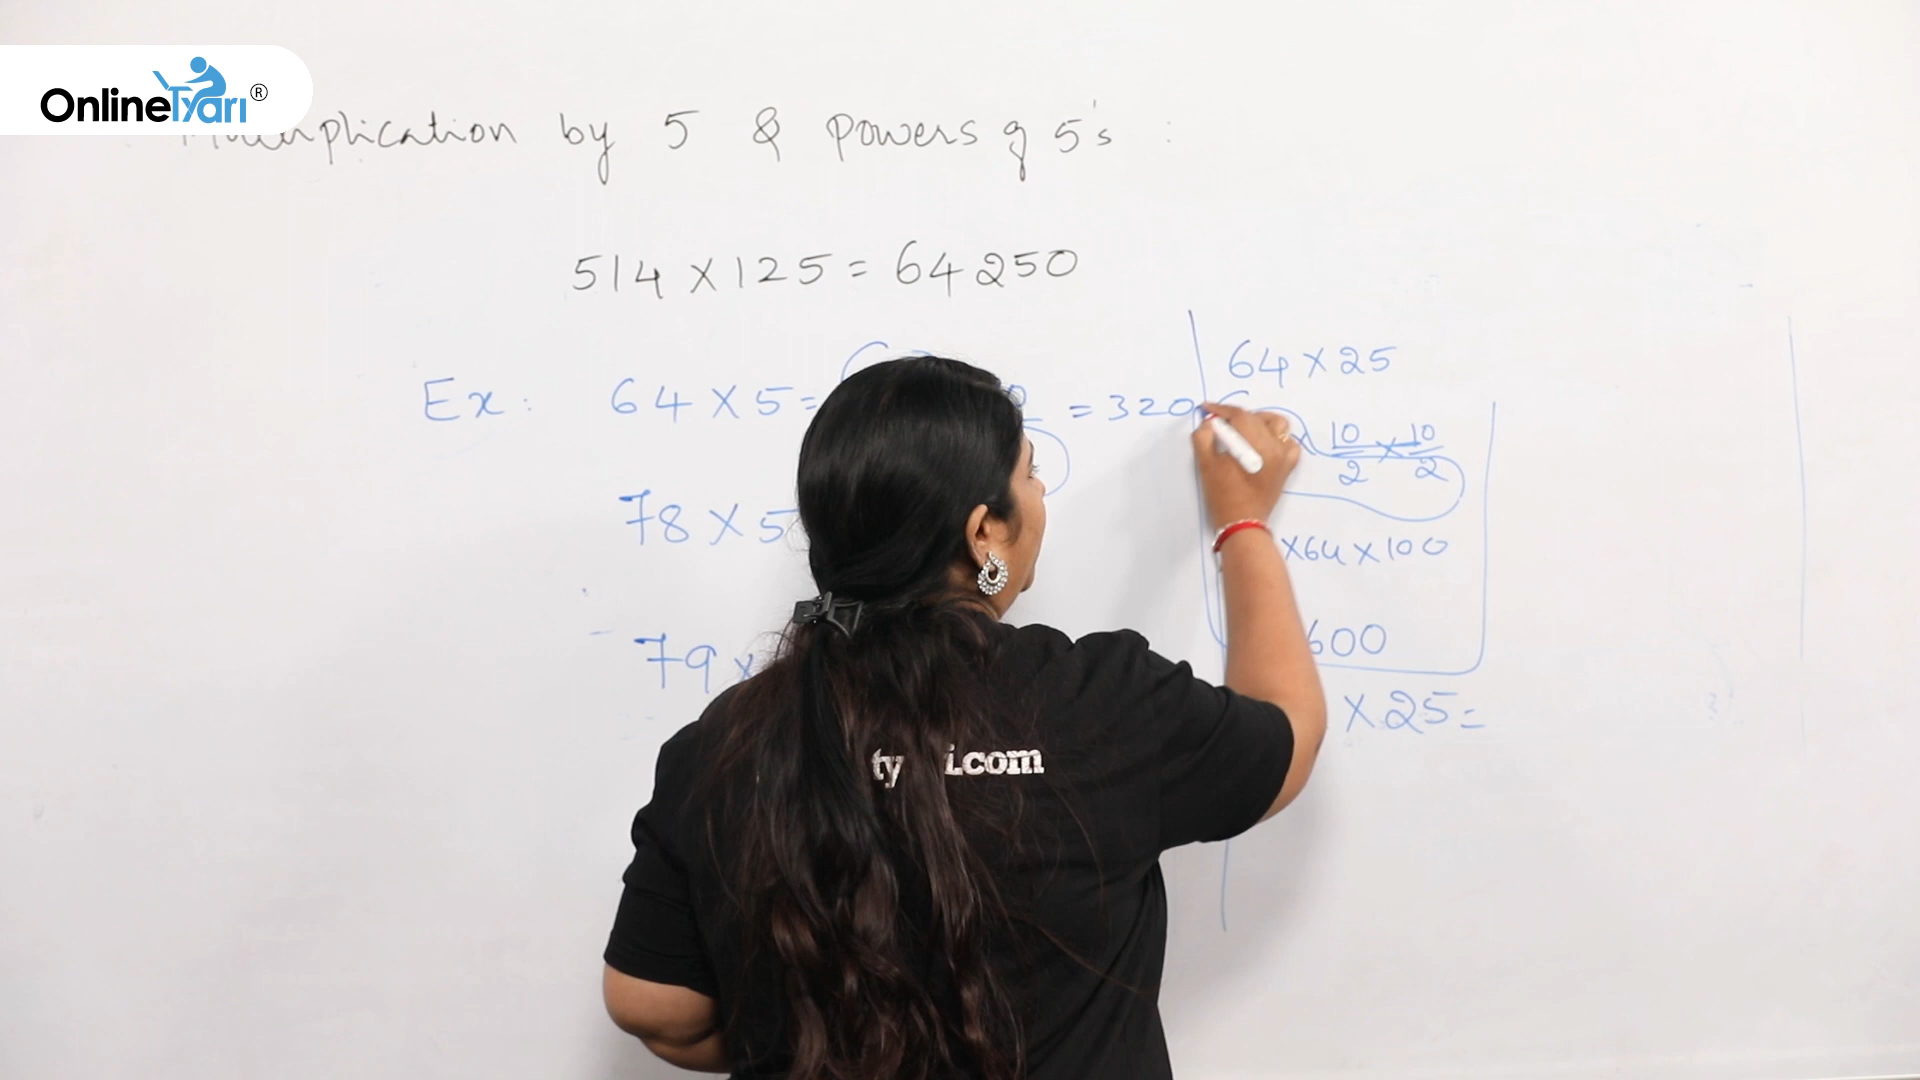 OnlineTyari®
Multiplication by 5 & powers of 5's :
514 × 125 = 64250
Ex: 64 × 5 =
= 320
78 × 5
79 ×
64 × 25
× 10/2 × 10/2
× 64 × 100
600
× 25 =
.com